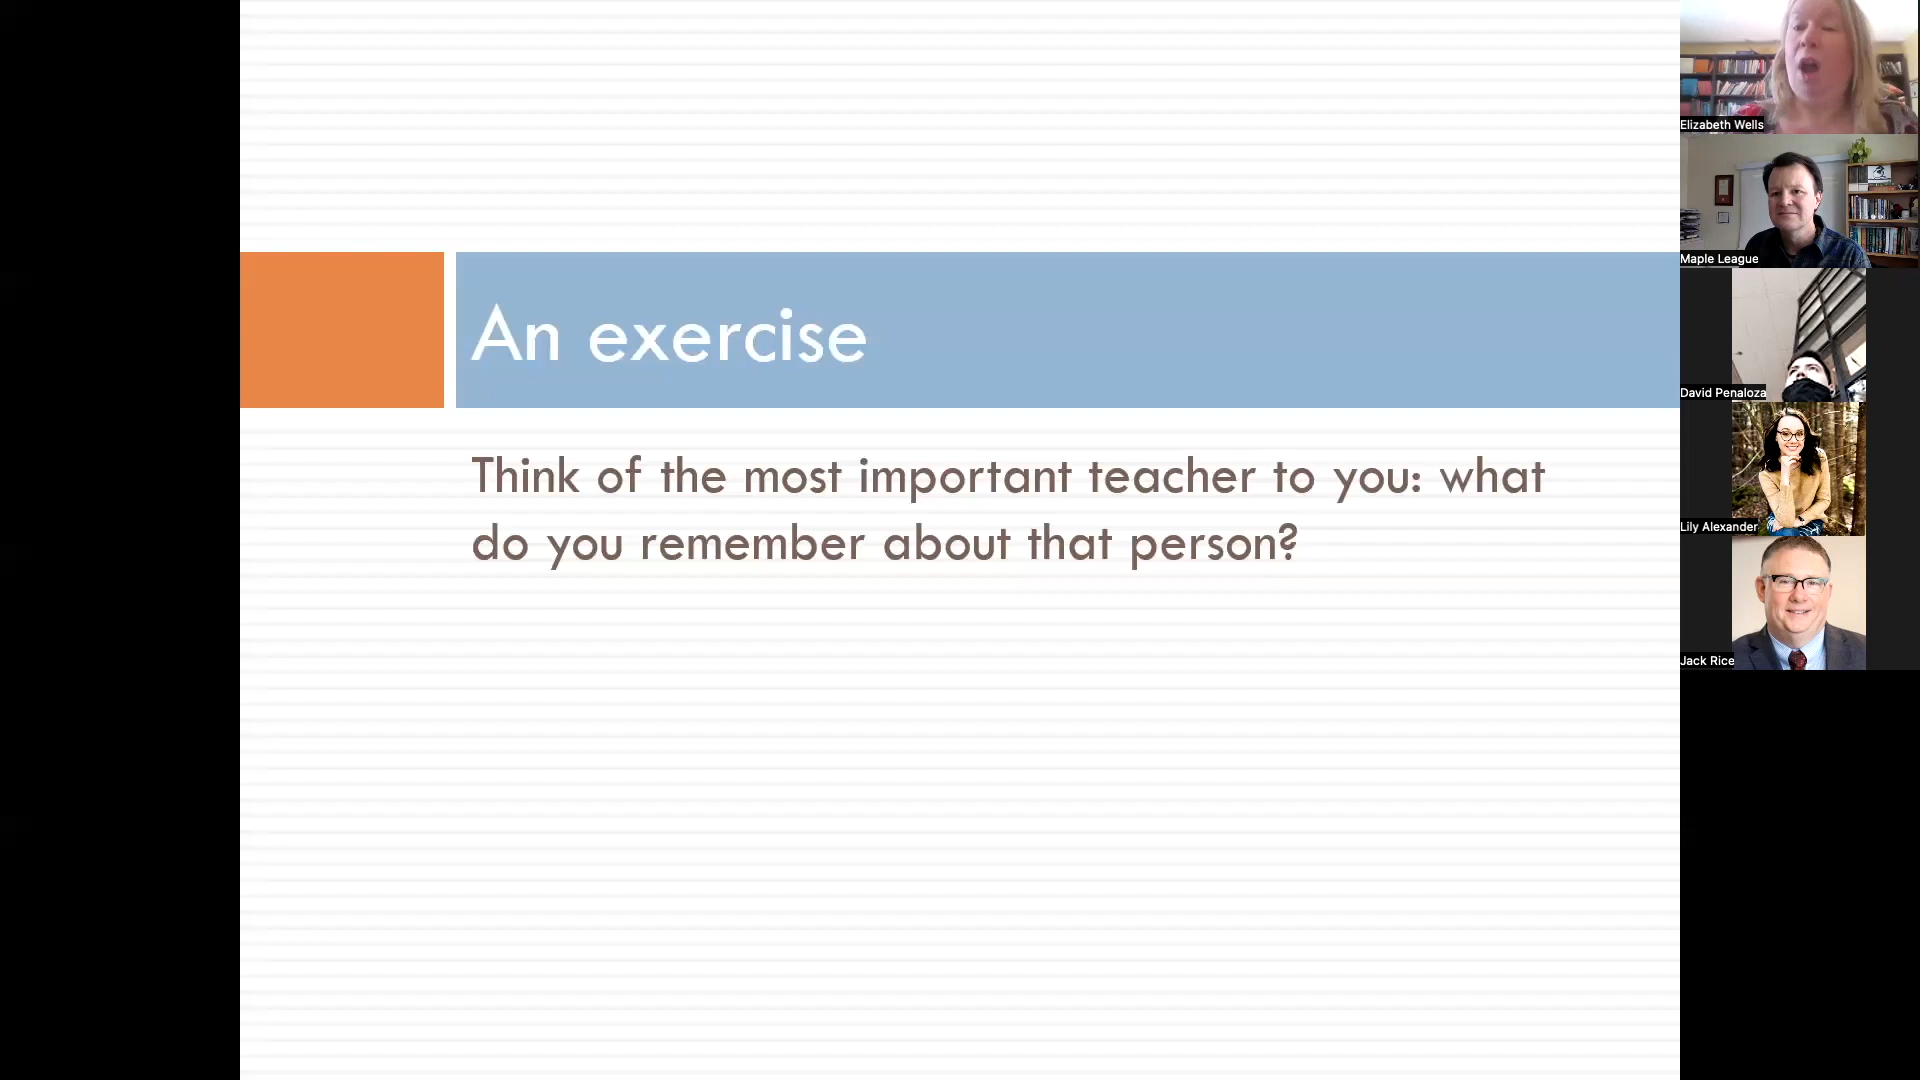 An exercise
Think of the most important teacher to you: what
do you remember about that person?
Elizabeth Wells
Maple League
David Penaloza
Lily Alexander
Jack Rice